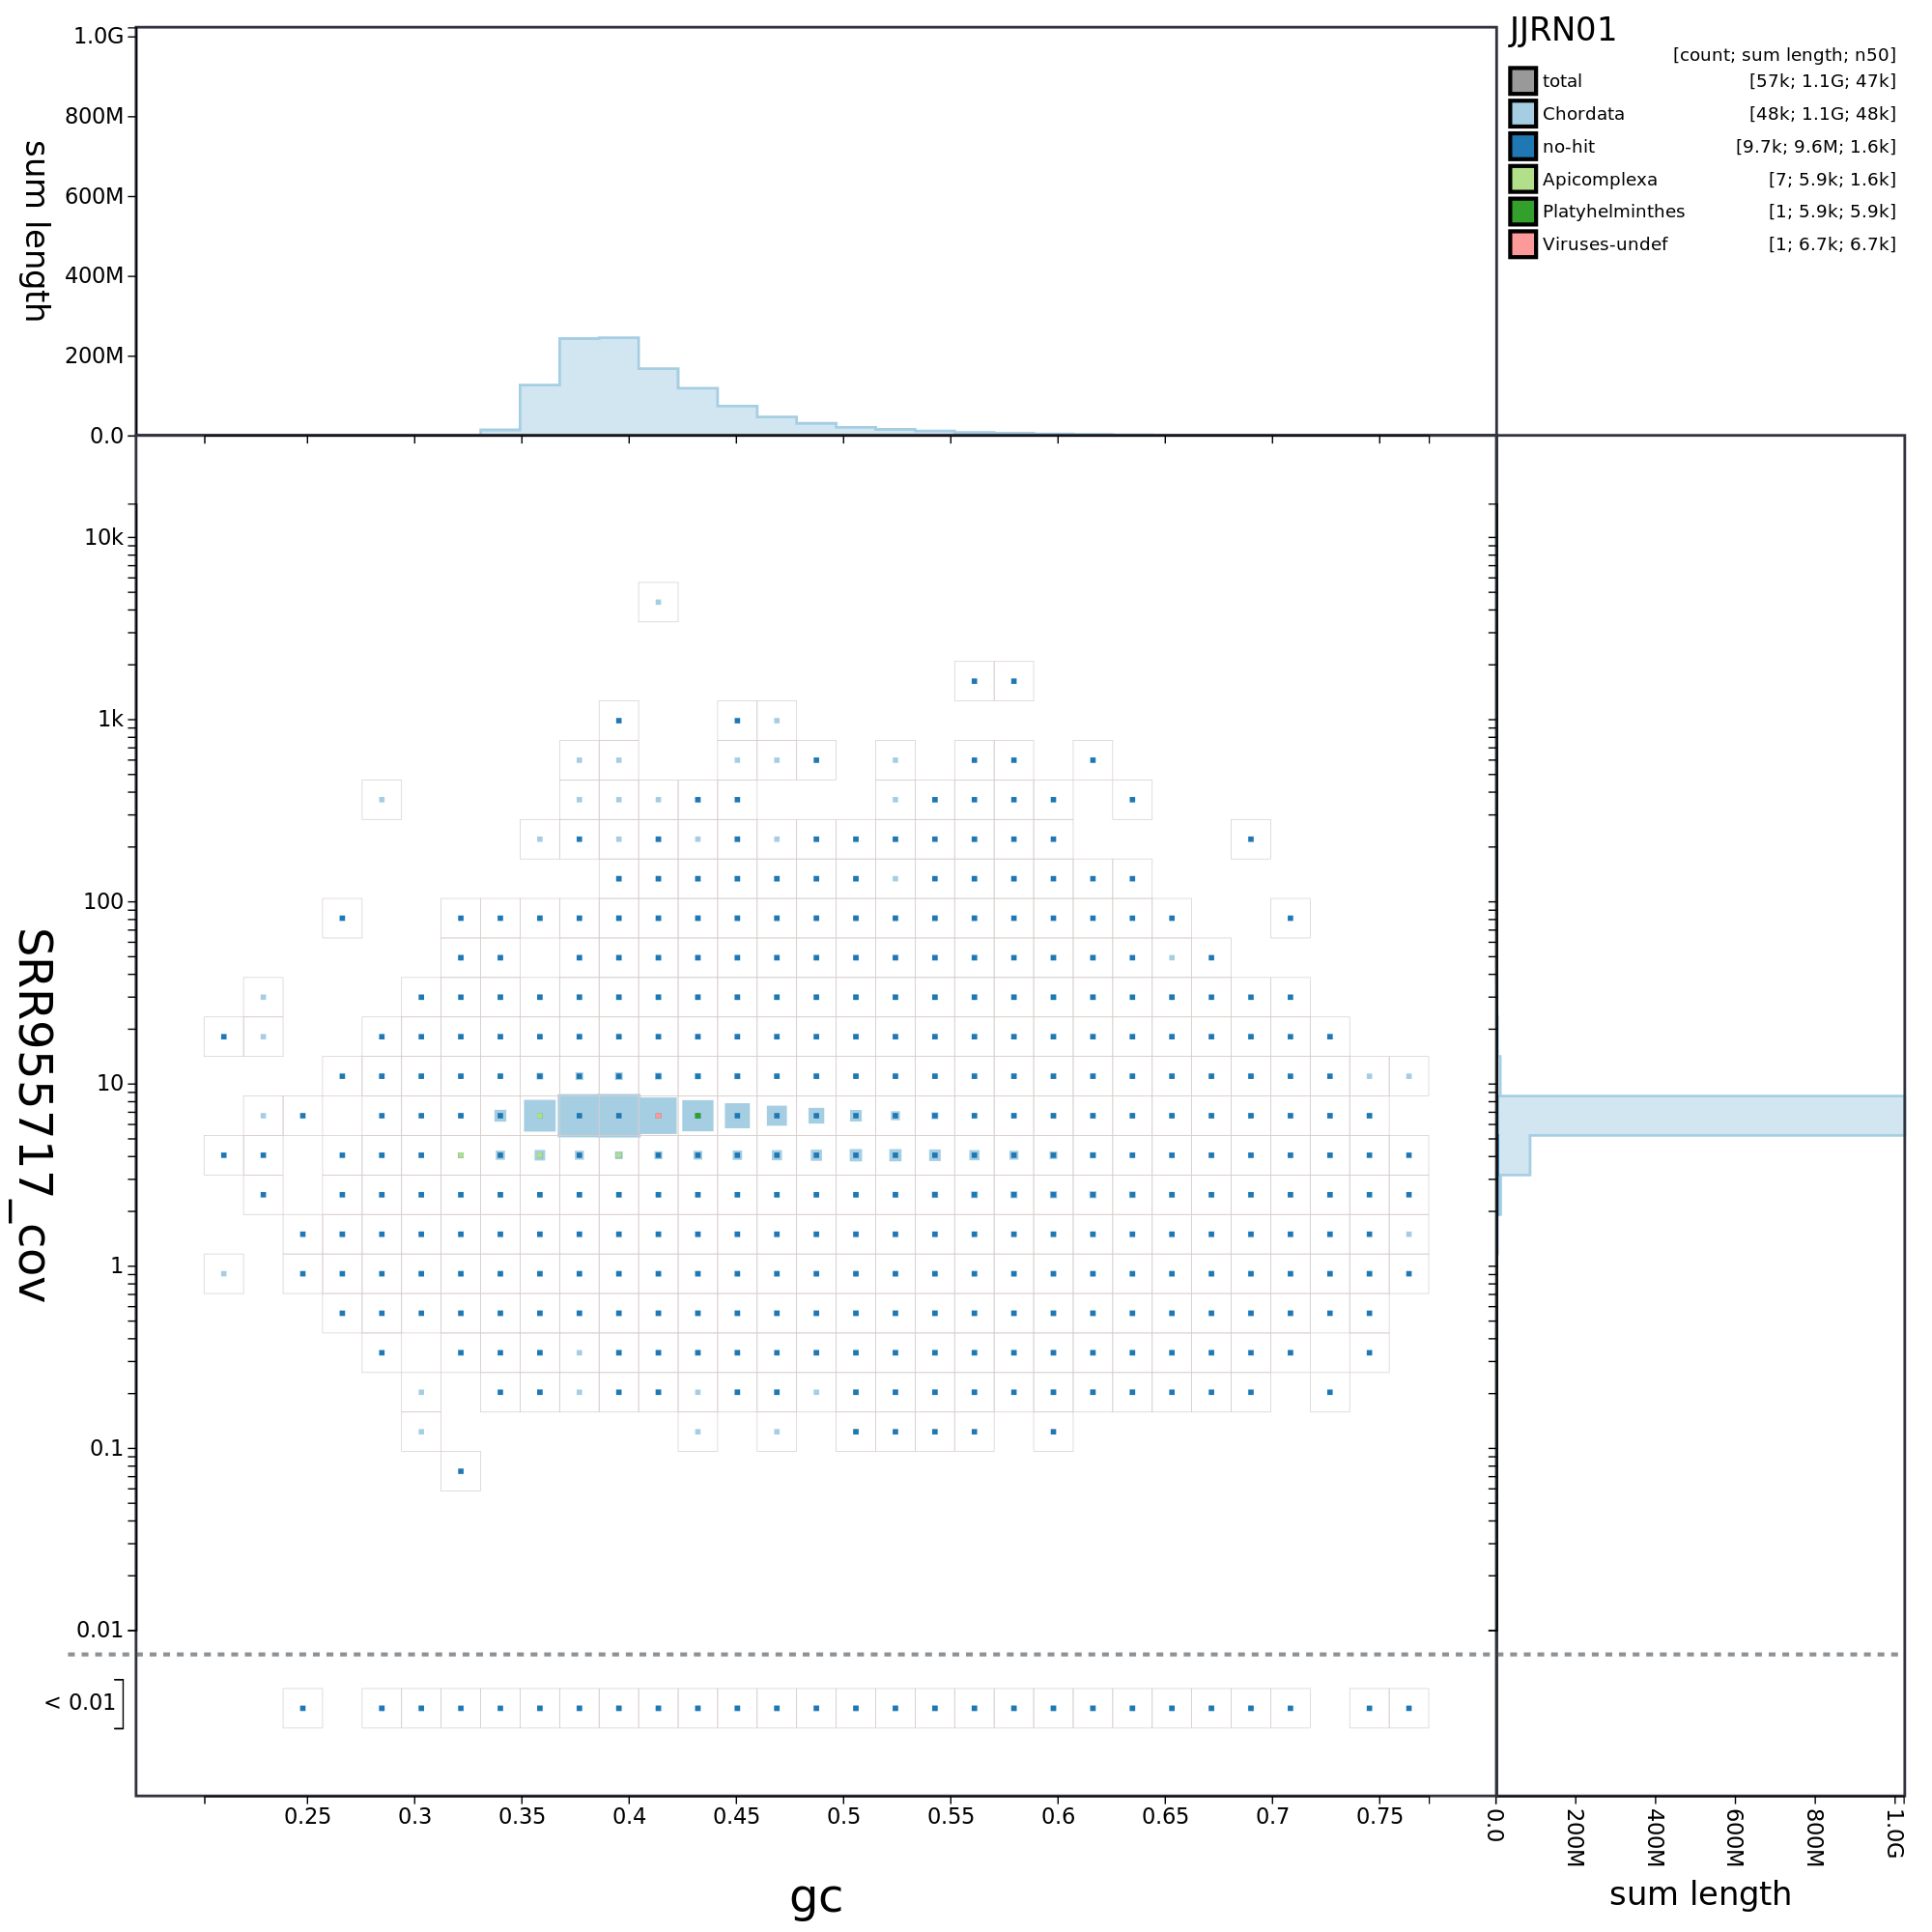 JJRN01
[count; sum length; n50]
total [57k; 1.1G; 47k]
Chordata [48k; 1.1G; 48k]
no-hit [9.7k; 9.6M; 1.6k]
Apicomplexa [7; 5.9k; 1.6k]
Platyhelminthes [1; 5.9k; 5.9k]
Viruses-undef [1; 6.7k; 6.7k]
sum length
1.0G
800M
600M
400M
200M
0.0
SRR955717_cov
10k
1k
100
10
1
0.1
0.01
< 0.01
0.25 0.3 0.35 0.4 0.45 0.5 0.55 0.6 0.65 0.7 0.75
gc
0.0 200M 400M 600M 800M 1.0G
sum length